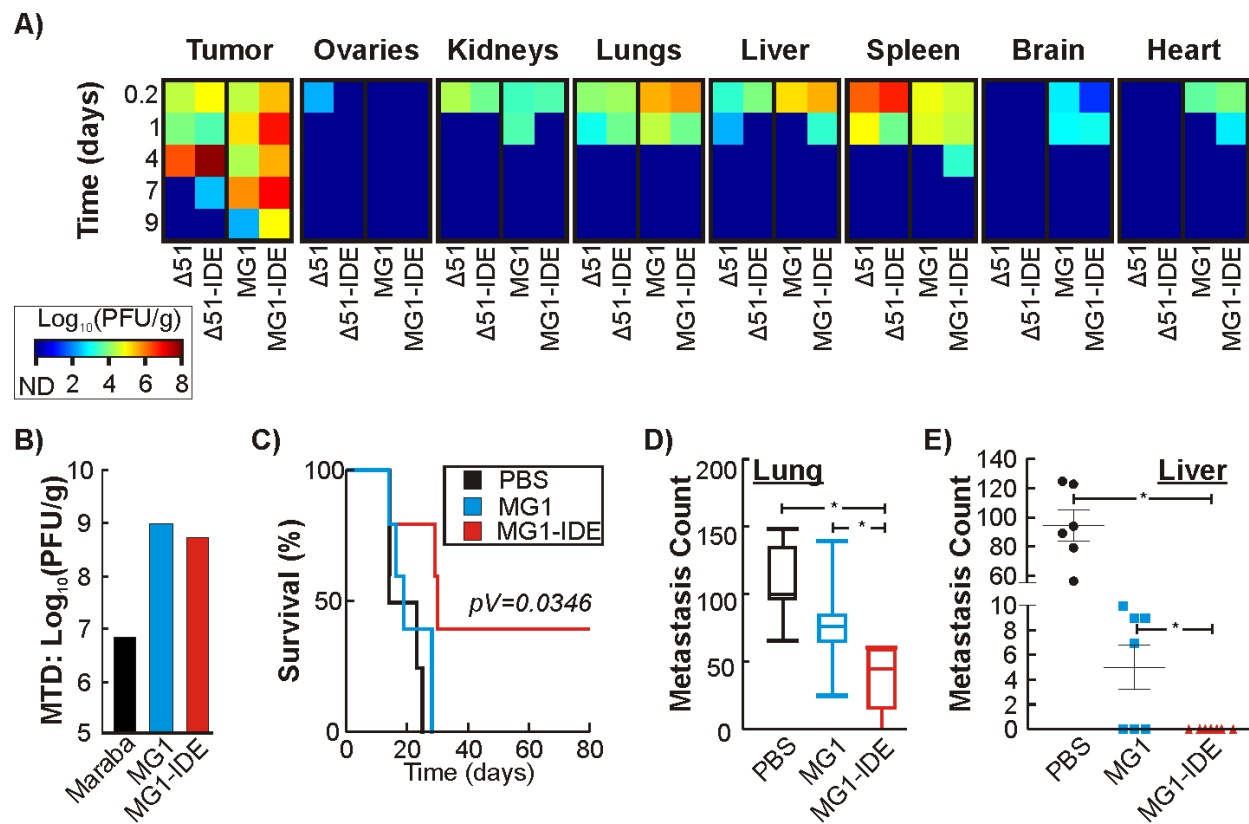 A)
Tumor Ovaries Kidneys Lungs Liver Spleen Brain Heart
Time (days)
0.2
1
4
7
9
Δ51 Δ51-IDE MG1 MG1-IDE Δ51 Δ51-IDE MG1 MG1-IDE Δ51 Δ51-IDE MG1 MG1-IDE Δ51 Δ51-IDE MG1 MG1-IDE Δ51 Δ51-IDE MG1 MG1-IDE Δ51 Δ51-IDE MG1 MG1-IDE Δ51 Δ51-IDE MG1 MG1-IDE Δ51 Δ51-IDE MG1 MG1-IDE
Log₁₀(PFU/g)
ND 2 4 6 8
B)
MTD: Log₁₀(PFU/g)
10
9
8
7
6
5
Maraba MG1 MG1-IDE
C)
Survival (%)
100
50
0
PBS
MG1
MG1-IDE
pV=0.0346
0 20 40 60 80
Time (days)
D)
Lung
Metastasis Count
200
150
100
50
0
* *
PBS MG1 MG1-IDE
E)
Liver
Metastasis Count
140
120
100
80
60
10
8
6
4
2
0
* *
PBS MG1 MG1-IDE